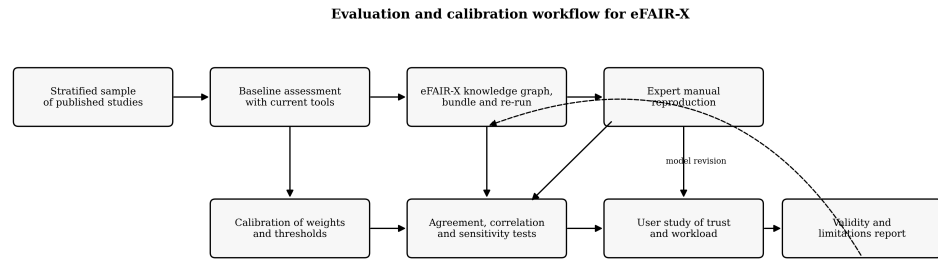 Evaluation and calibration workflow for eFAIR-X
Stratified sample
of published studies
Baseline assessment
with current tools
eFAIR-X knowledge graph,
bundle and re-run
Expert manual
reproduction
model revision
Calibration of weights
and thresholds
Agreement, correlation
and sensitivity tests
User study of trust
and workload
Validity and
limitations report